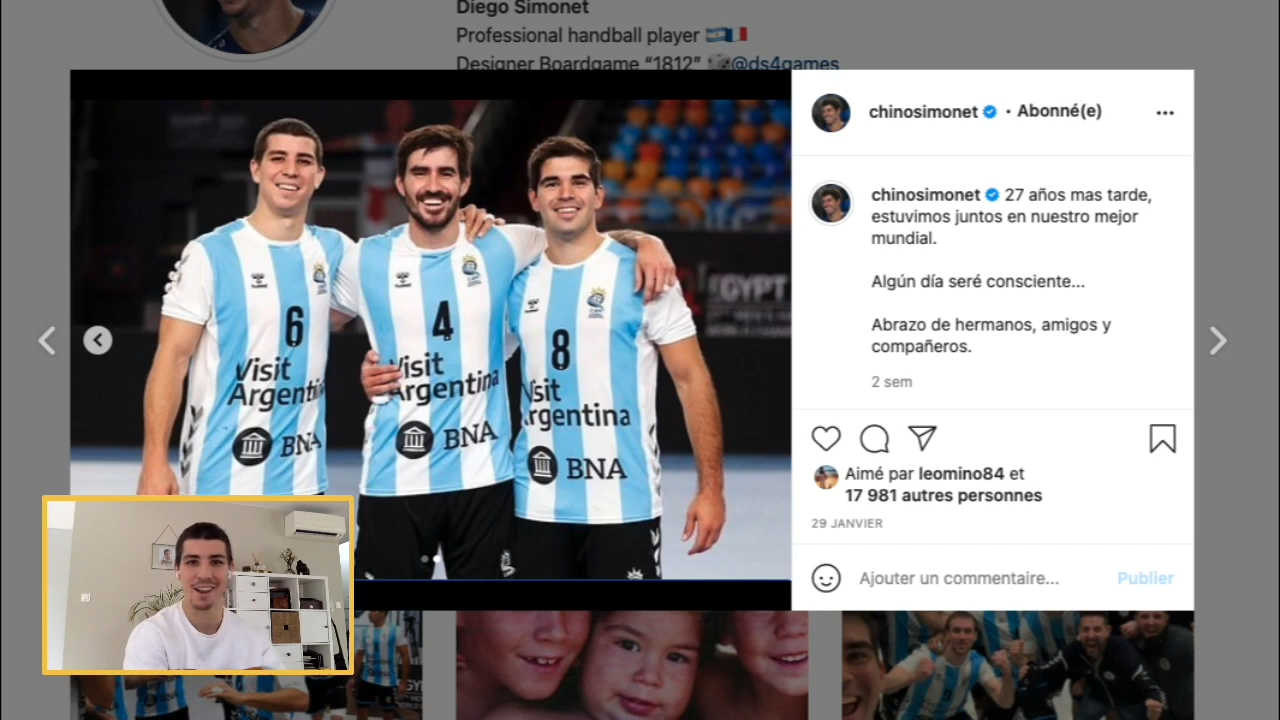 Diego Simonet
Professional handball player
Designer Boardgame “1812” @ds4games
chinosimonet • Abonné(e)
chinosimonet 27 años mas tarde,
estuvimos juntos en nuestro mejor
mundial.
Algún día seré consciente...
Abrazo de hermanos, amigos y
compañeros.
2 sem
Aimé par leomino84 et
17 981 autres personnes
29 JANVIER
Ajouter un commentaire...
Publier
6
Visit
Argentina
BNA
4
Visit
Argentina
BNA
8
Visit
Argentina
BNA
EGYPT